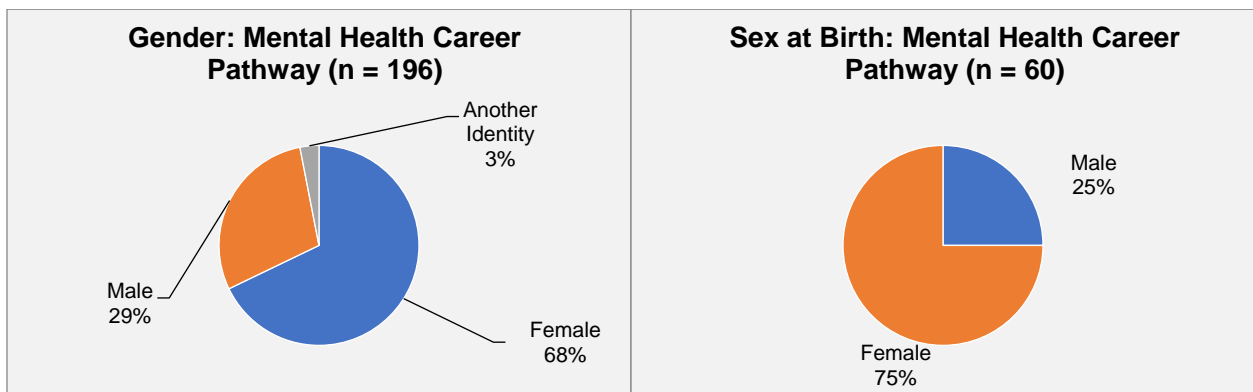 Gender: Mental Health Career
Pathway (n = 196)
Another
Identity
3%
Male
29%
Female
68%
Sex at Birth: Mental Health Career
Pathway (n = 60)
Male
25%
Female
75%